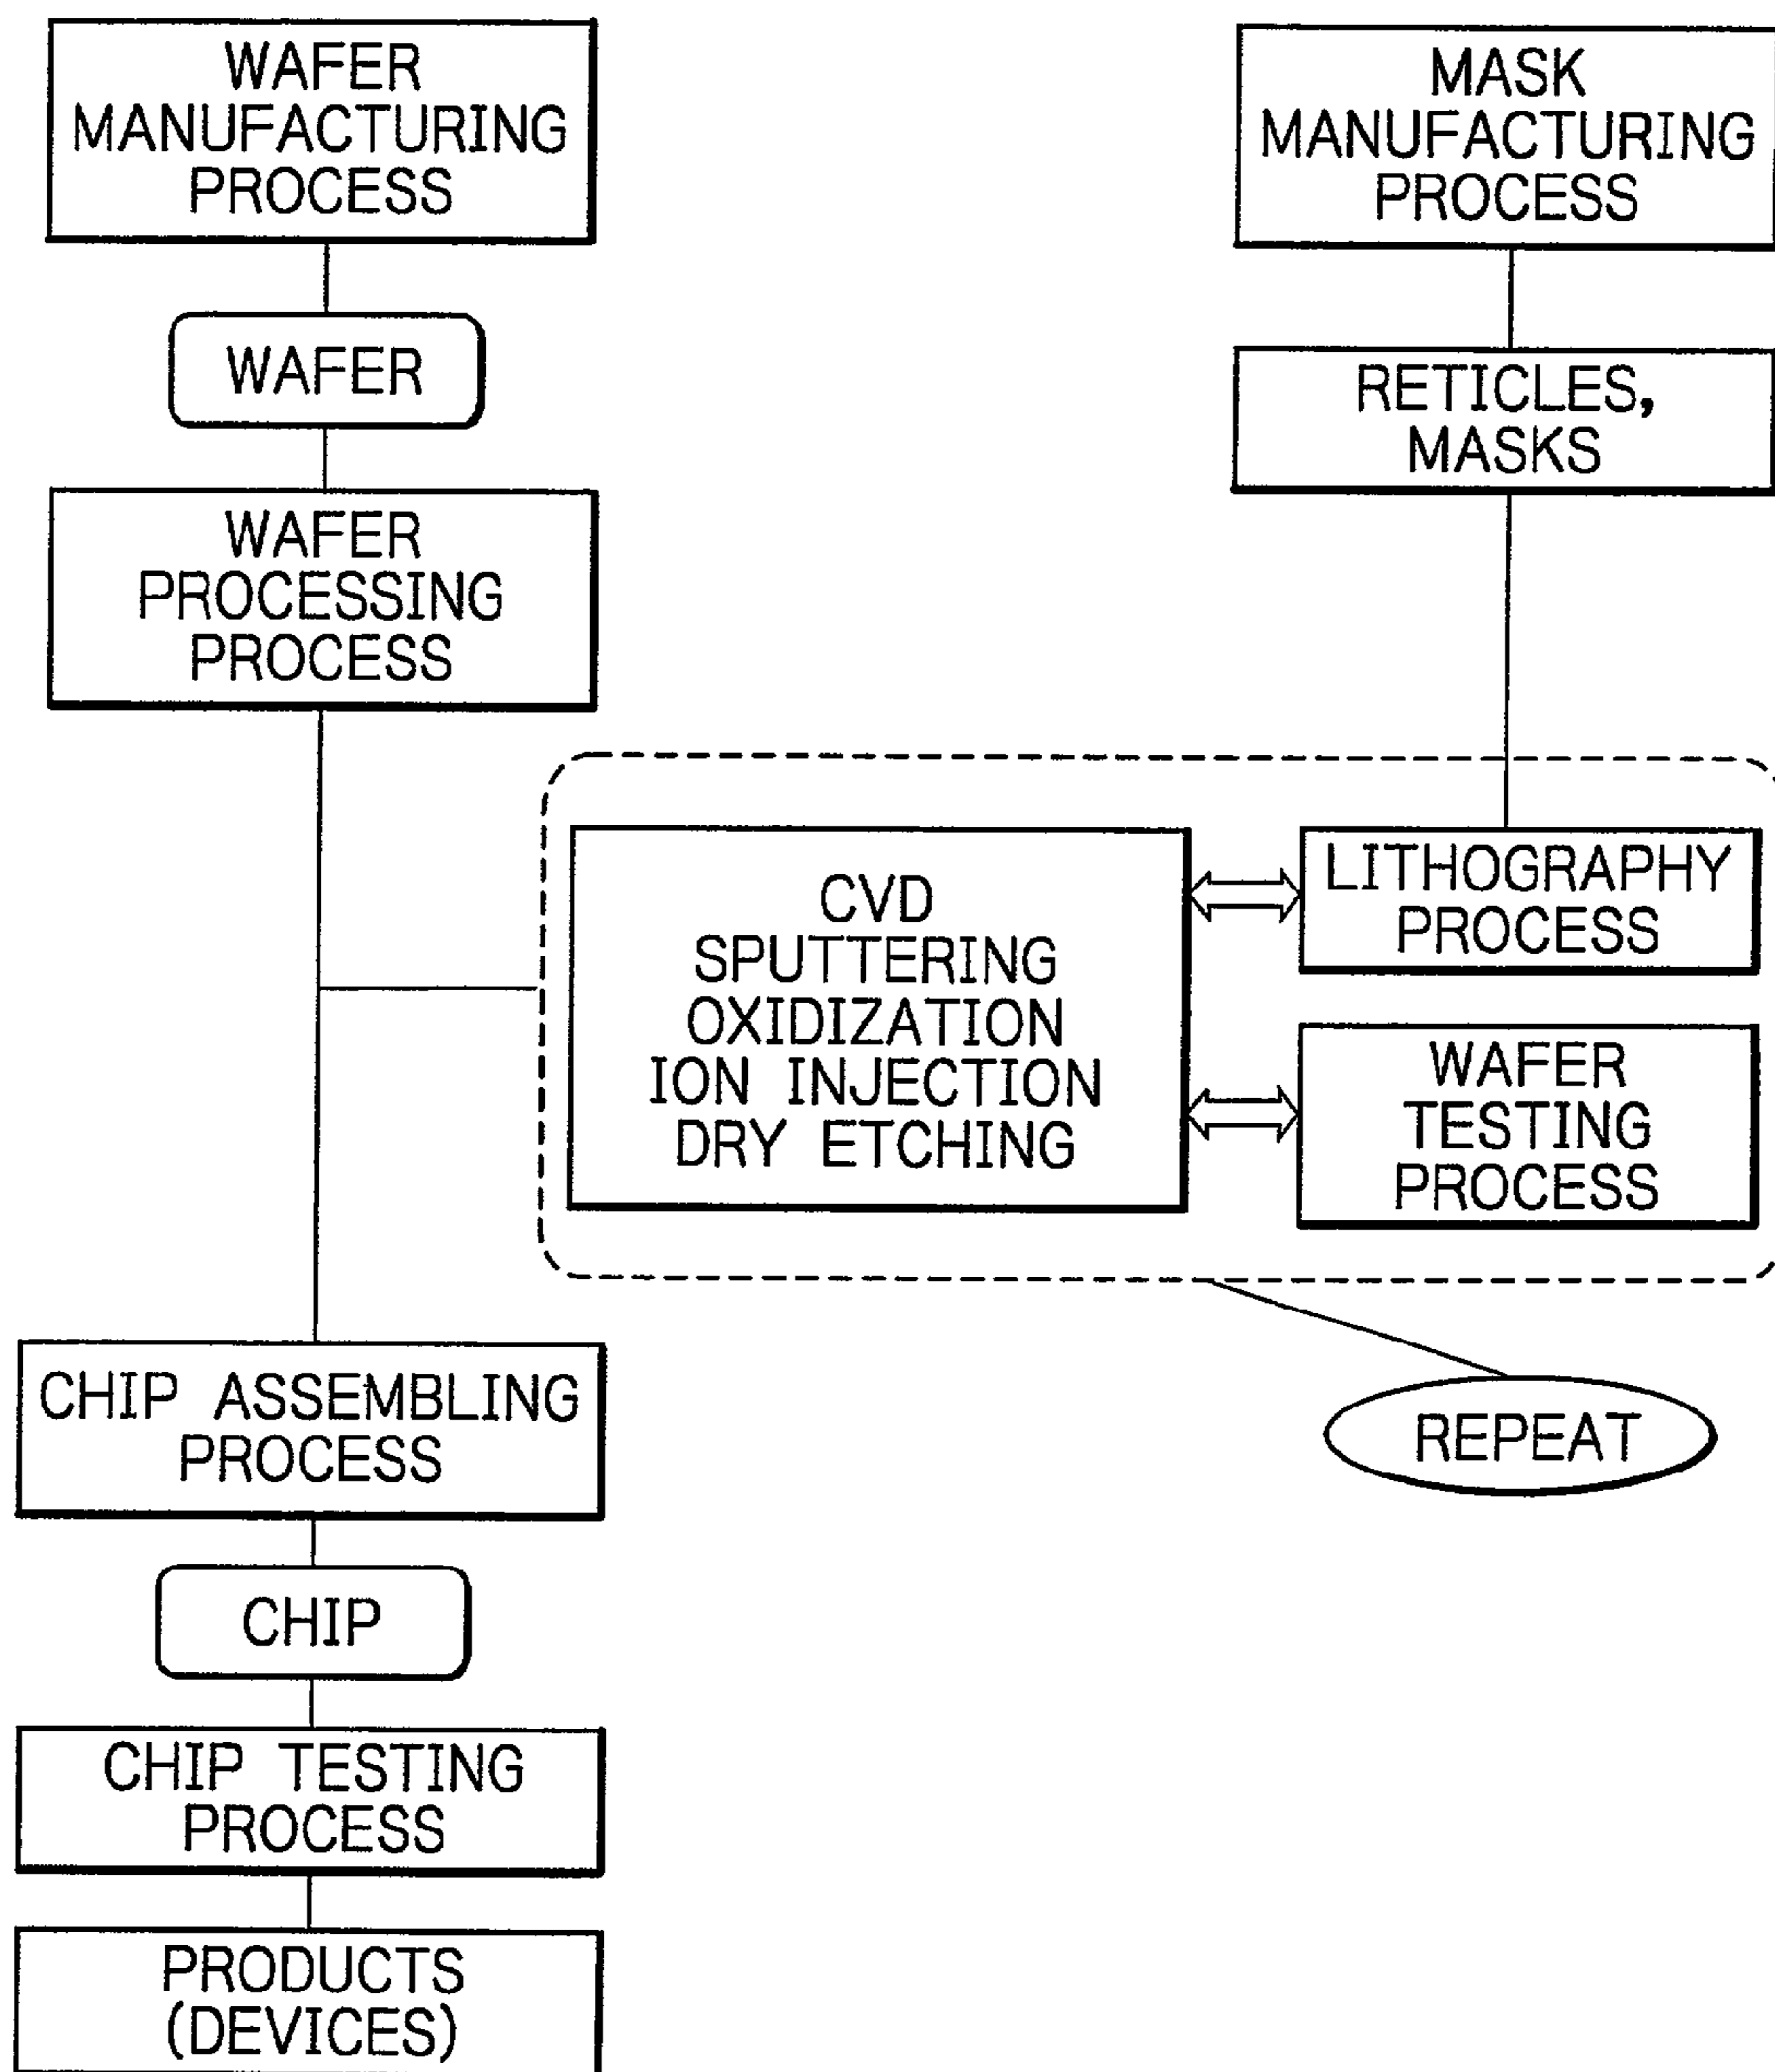 WAFER
MANUFACTURING
PROCESS
WAFER
WAFER
PROCESSING
PROCESS
MASK
MANUFACTURING
PROCESS
RETICLES,
MASKS
CVD
SPUTTERING
OXIDIZATION
ION INJECTION
DRY ETCHING
LITHOGRAPHY
PROCESS
WAFER
TESTING
PROCESS
REPEAT
CHIP ASSEMBLING
PROCESS
CHIP
CHIP TESTING
PROCESS
PRODUCTS
(DEVICES)